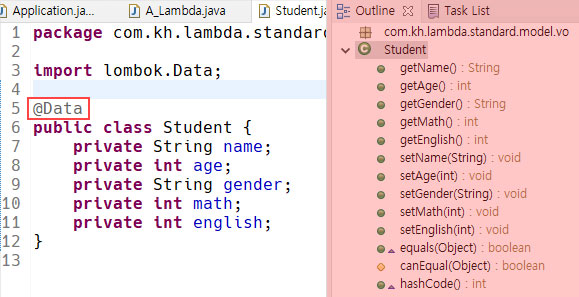 Application.ja...
A_Lambda.java
Student.ja
1 package com.kh.lambda.standard
2
3 import lombok.Data;
4
5 @Data
6 public class Student {
7 private String name;
8 private int age;
9 private String gender;
10 private int math;
11 private int english;
12 }
13
Outline
Task List
com.kh.lambda.standard.model.vo
Student
getName() : String
getAge() : int
getGender() : String
getMath() : int
getEnglish() : int
setName(String) : void
setAge(int) : void
setGender(String) : void
setMath(int) : void
setEnglish(int) : void
equals(Object) : boolean
canEqual(Object) : boolean
hashCode() : int